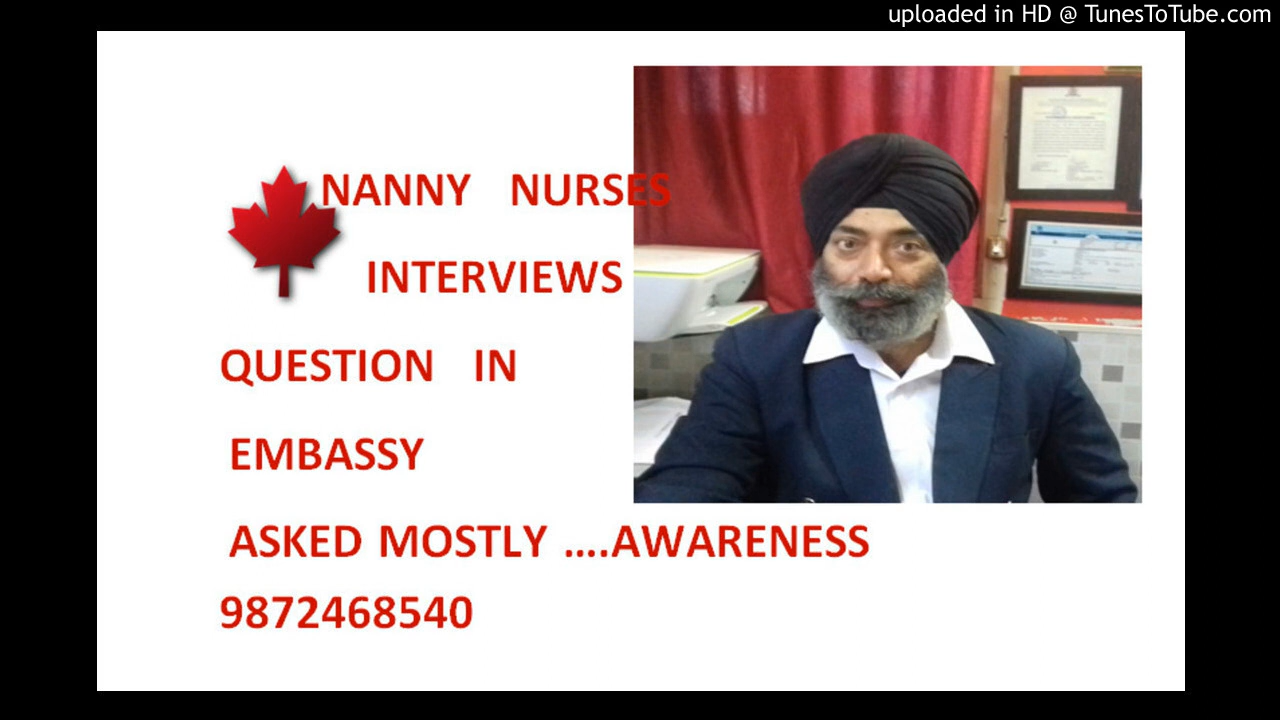 uploaded in HD @ TunesToTube.com
NANNY NURSES
INTERVIEWS
QUESTION IN
EMBASSY
ASKED MOSTLY ....AWARENESS
9872468540